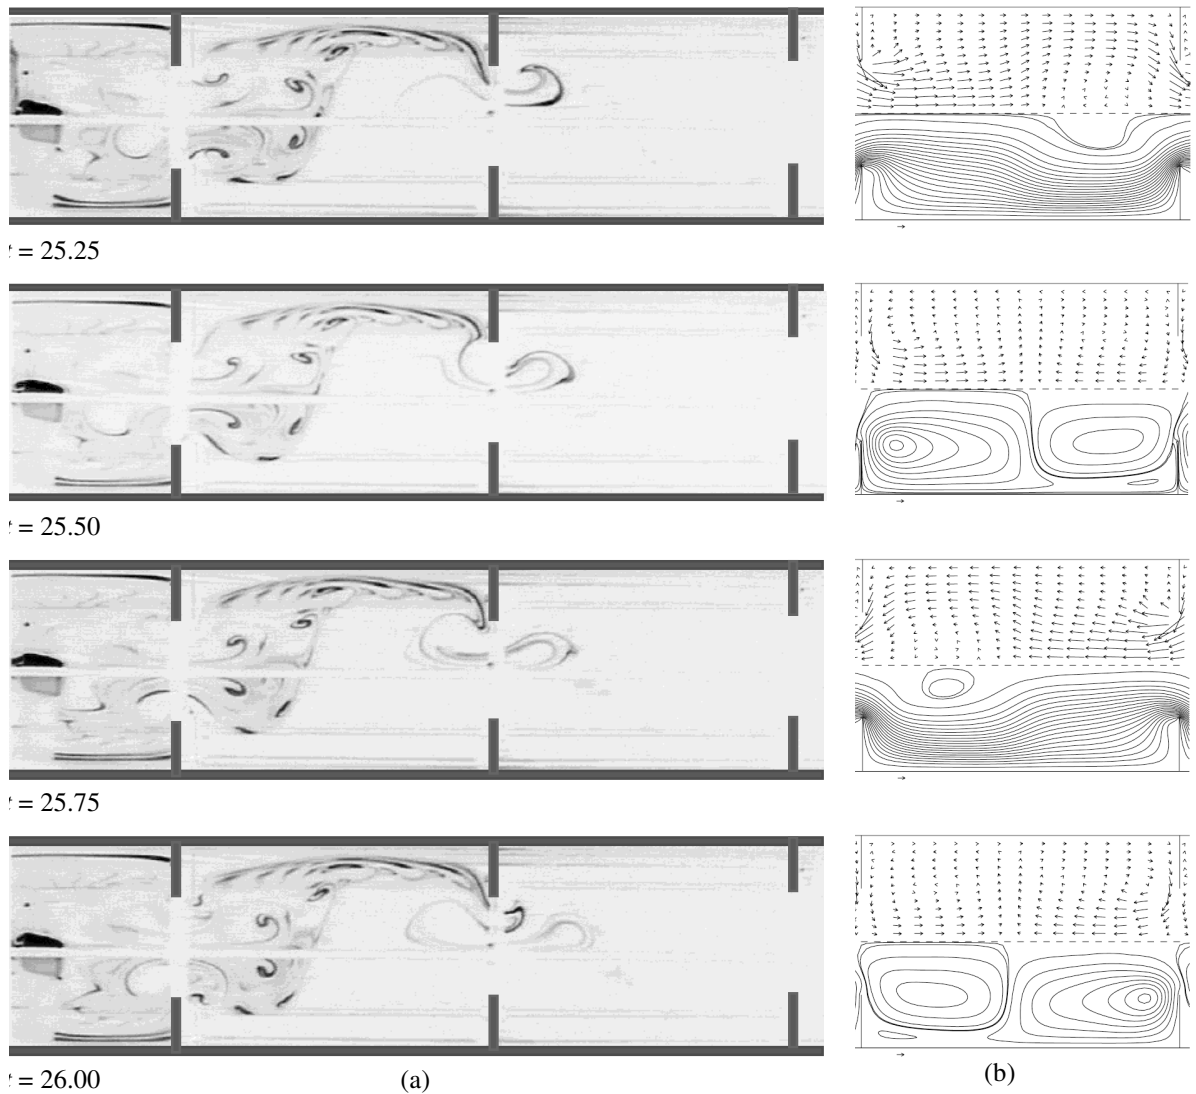 t = 25.25
t = 25.50
t = 25.75
t = 26.00
(a)
(b)